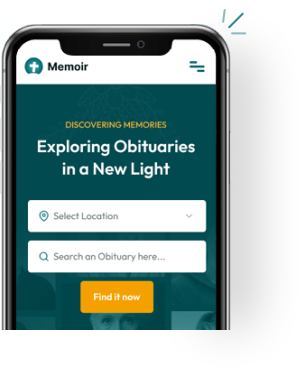 Memoir
DISCOVERING MEMORIES
Exploring Obituaries
in a New Light
Select Location
Search an Obituary here...
Find it now